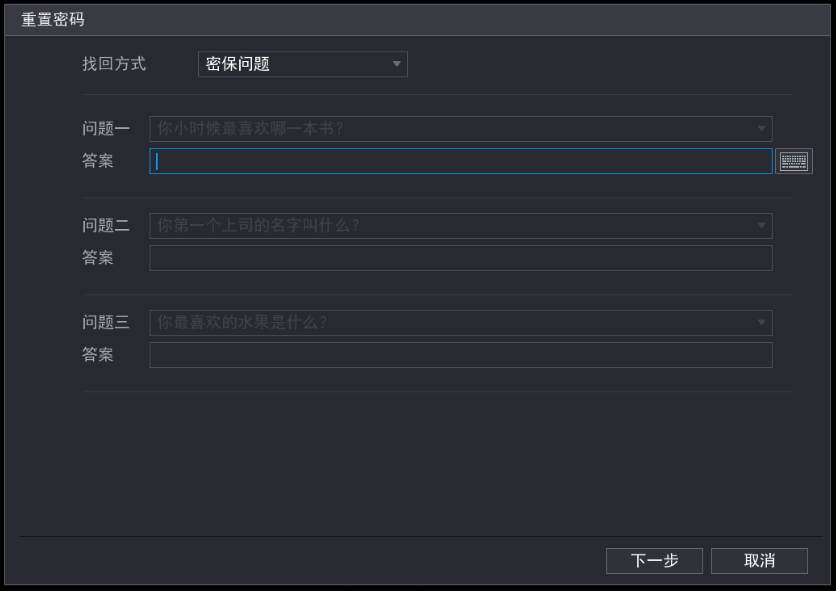 重置密码
找回方式 密保问题
问题一 你小时候最喜欢哪一本书?
答案
问题二 你第一个上司的名字叫什么?
答案
问题三 你最喜欢的水果是什么?
答案
下一步 取消